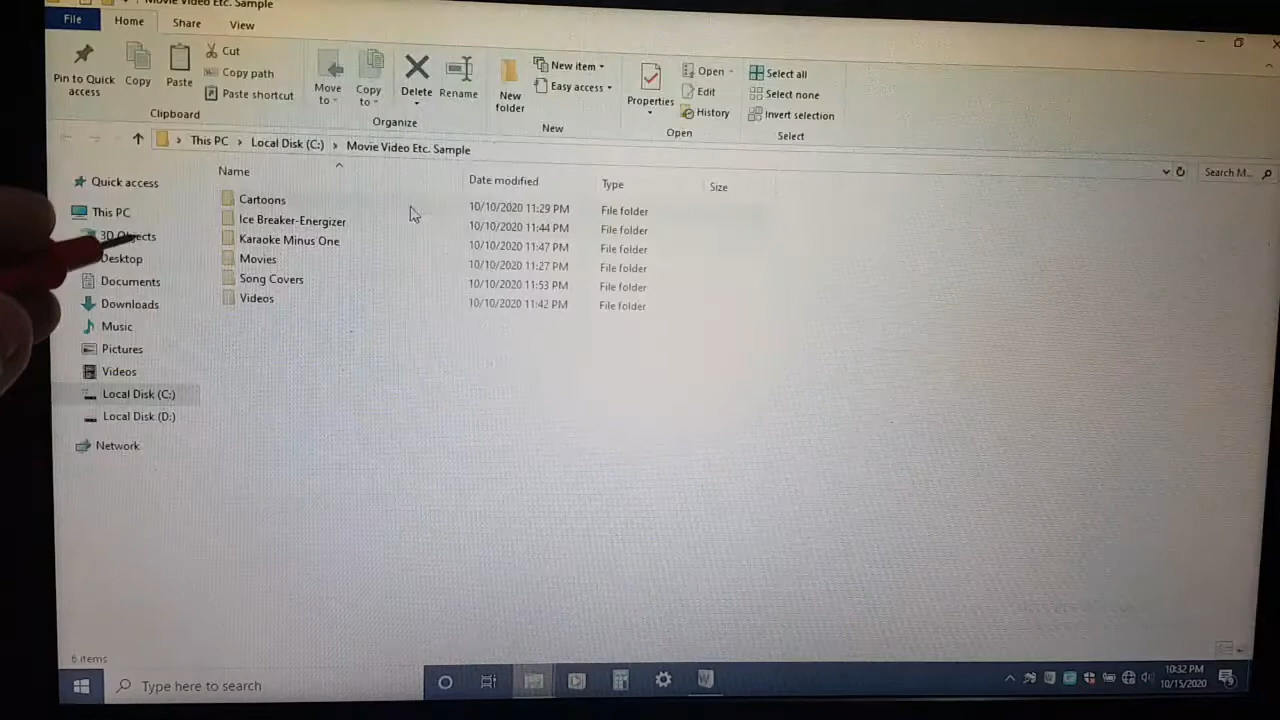 Movie Video Etc. Sample
File
Home
Share
View
Pin to Quick access
Copy
Paste
Cut
Copy path
Paste shortcut
Clipboard
Move to
Copy to
Delete
Rename
Organize
New folder
New item
Easy access
New
Properties
Open
Edit
History
Open
Select all
Select none
Invert selection
Select
This PC > Local Disk (C:) > Movie Video Etc. Sample
Search M...
Name
Date modified
Type
Size
Cartoons 10/10/2020 11:29 PM File folder
Ice Breaker-Energizer 10/10/2020 11:44 PM File folder
Karaoke Minus One 10/10/2020 11:47 PM File folder
Movies 10/10/2020 11:27 PM File folder
Song Covers 10/10/2020 11:53 PM File folder
Videos 10/10/2020 11:42 PM File folder
Quick access
This PC
3D Objects
Desktop
Documents
Downloads
Music
Pictures
Videos
Local Disk (C:)
Local Disk (D:)
Network
6 items
Type here to search
10:32 PM
10/15/2020